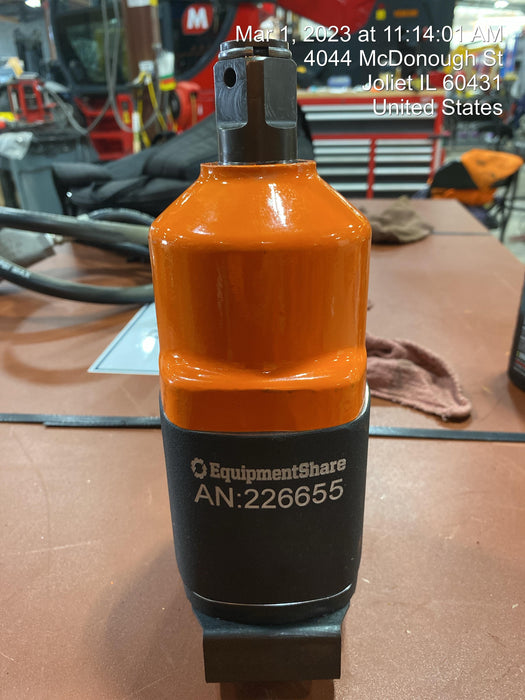 Mar 1, 2023 at 11:14:01 AM
4044 McDonough St
Joliet IL 60431
United States
M
EquipmentShare
AN:226655